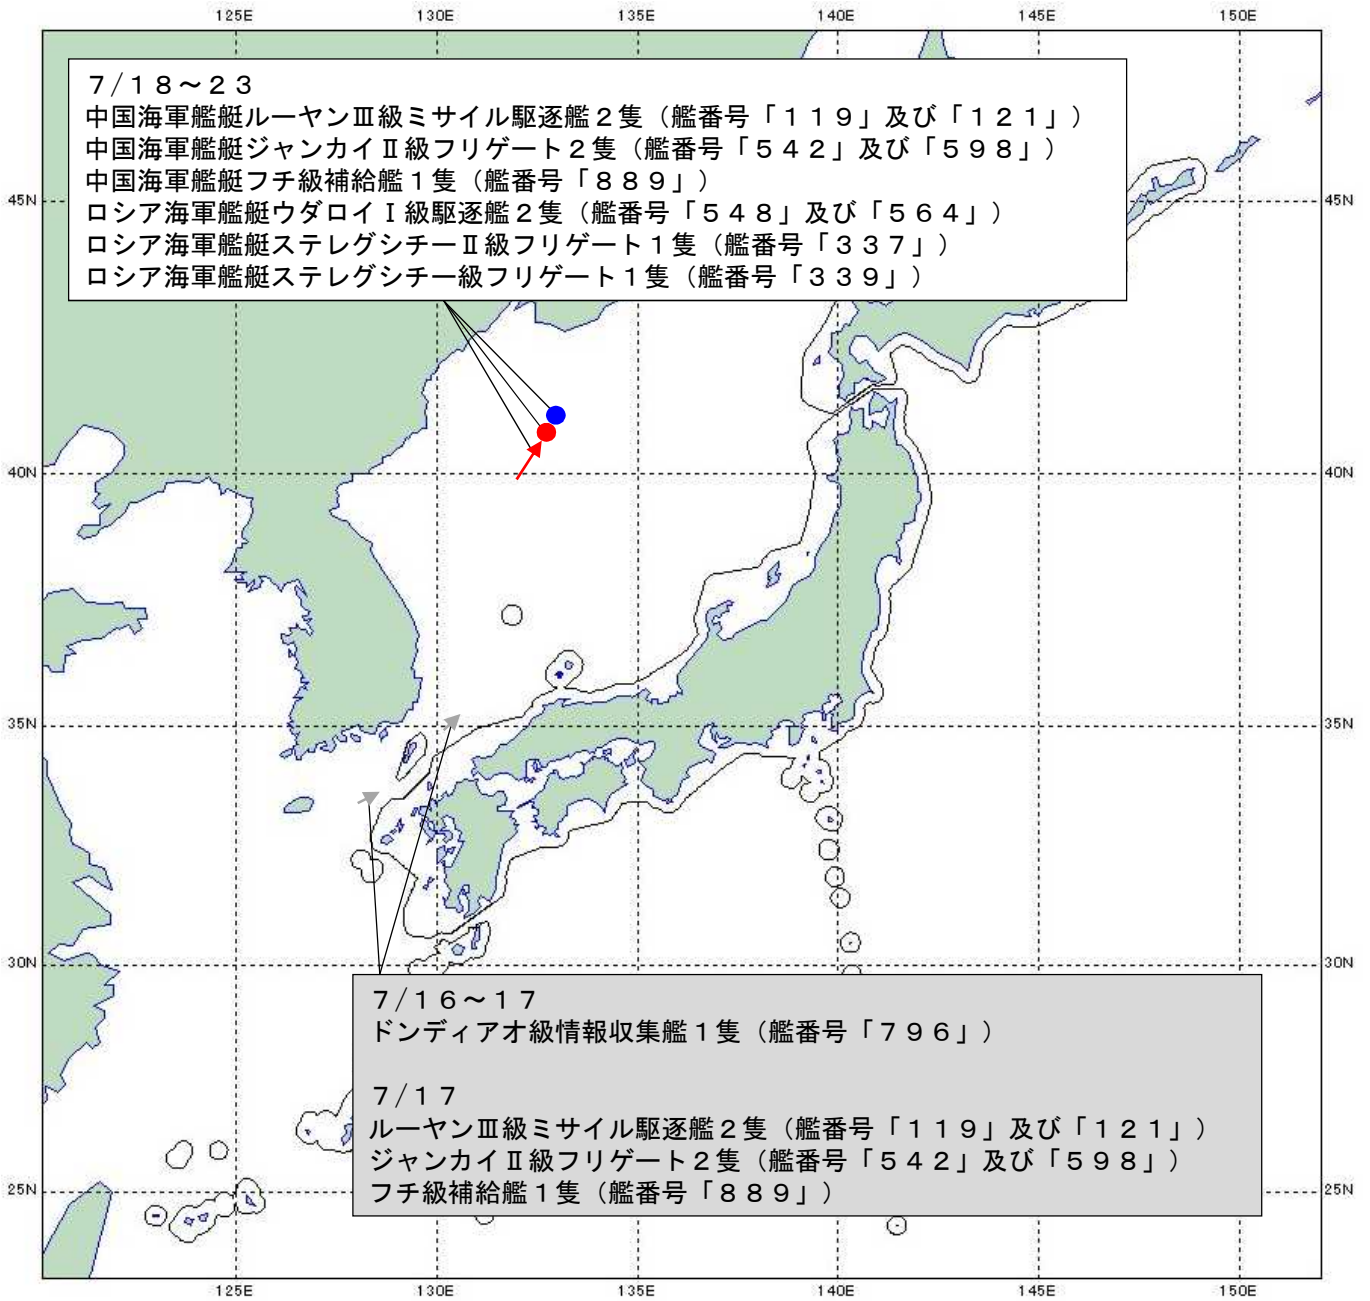 125E 130E 135E 140E 145E 150E
7/18～23
中国海軍艦艇ルーヤンⅢ級ミサイル駆逐艦2隻（艦番号「119」及び「121」）
中国海軍艦艇ジャンカイⅡ級フリゲート2隻（艦番号「542」及び「598」）
中国海軍艦艇フチ級補給艦1隻（艦番号「889」）
ロシア海軍艦艇ウダロイⅠ級駆逐艦2隻（艦番号「548」及び「564」）
ロシア海軍艦艇ステレグシチーⅡ級フリゲート1隻（艦番号「337」）
ロシア海軍艦艇ステレグシチー級フリゲート1隻（艦番号「339」）
45N 45N
40N 40N
35N 35N
30N 30N
7/16～17
ドンディアオ級情報収集艦1隻（艦番号「796」）
7/17
ルーヤンⅢ級ミサイル駆逐艦2隻（艦番号「119」及び「121」）
ジャンカイⅡ級フリゲート2隻（艦番号「542」及び「598」）
フチ級補給艦1隻（艦番号「889」）
25N 25N
125E 130E 135E 140E 145E 150E